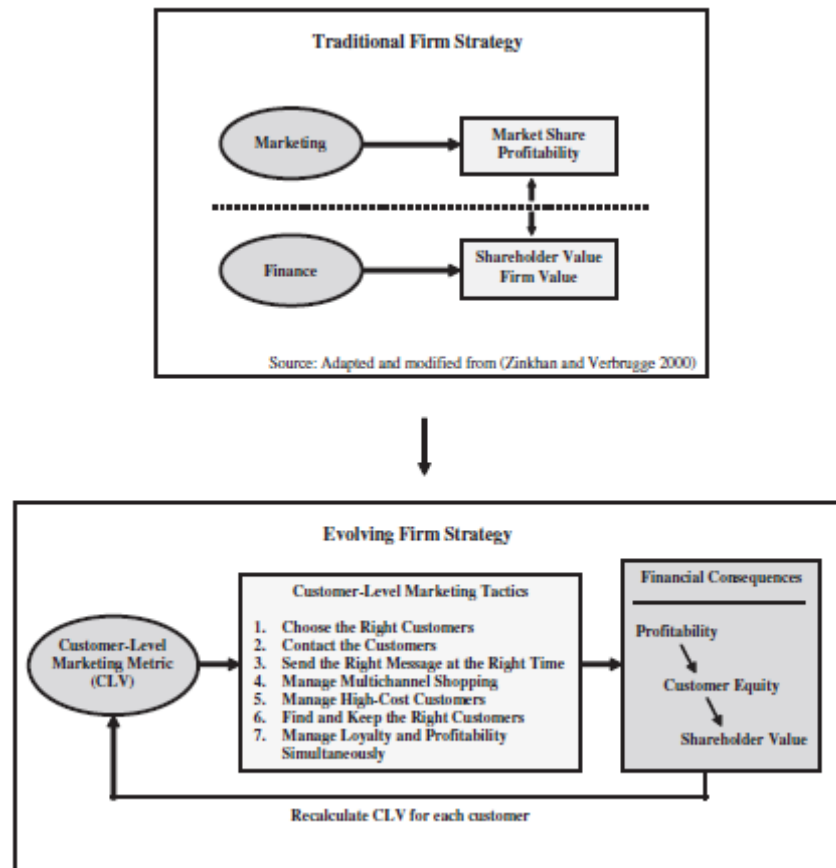 Traditional Firm Strategy
Marketing
Market Share
Profitability
Finance
Shareholder Value
Firm Value
Source: Adapted and modified from (Zinkhan and Verbrugge 2000)
Evolving Firm Strategy
Customer-Level
Marketing Metric
(CLV)
Customer-Level Marketing Tactics
1. Choose the Right Customers
2. Contact the Customers
3. Send the Right Message at the Right Time
4. Manage Multichannel Shopping
5. Manage High-Cost Customers
6. Find and Keep the Right Customers
7. Manage Loyalty and Profitability
Simultaneously
Financial Consequences
Profitability
Customer Equity
Shareholder Value
Recalculate CLV for each customer